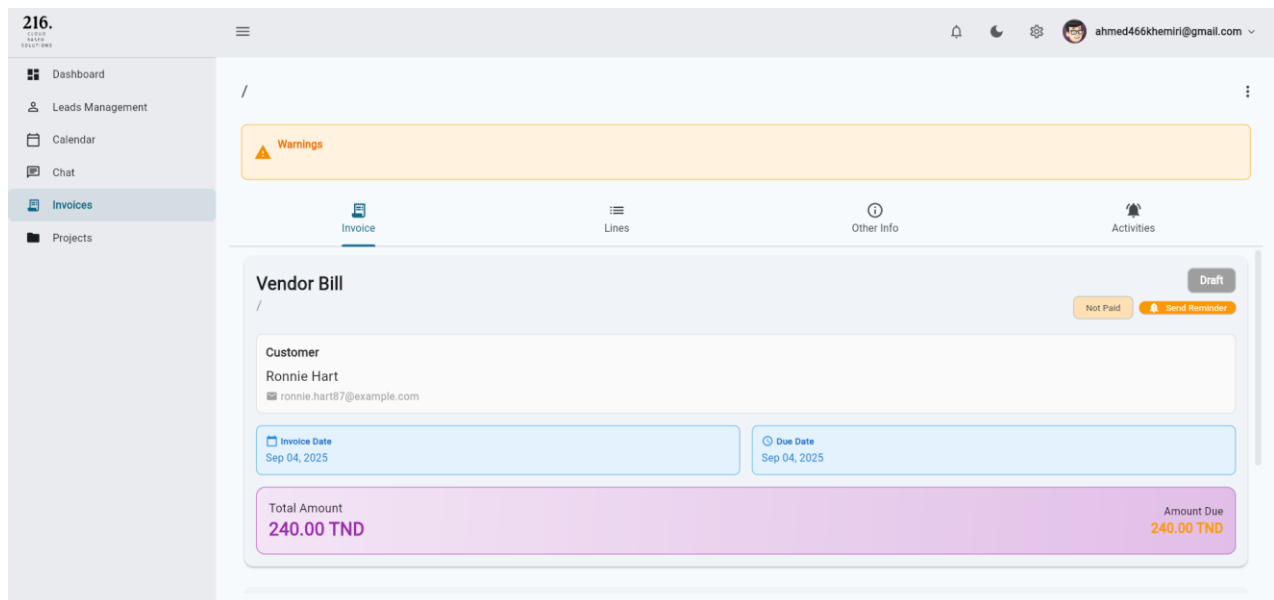 216.
CLOUD
BASED
SOLUTIONS
ahmed466khemiri@gmail.com
Dashboard
Leads Management
Calendar
Chat
Invoices
Projects
/
Warnings
Invoice
Lines
Other Info
Activities
Vendor Bill
Draft
/
Not Paid
Send Reminder
Customer
Ronnie Hart
ronnie.hart87@example.com
Invoice Date
Sep 04, 2025
Due Date
Sep 04, 2025
Total Amount
240.00 TND
Amount Due
240.00 TND